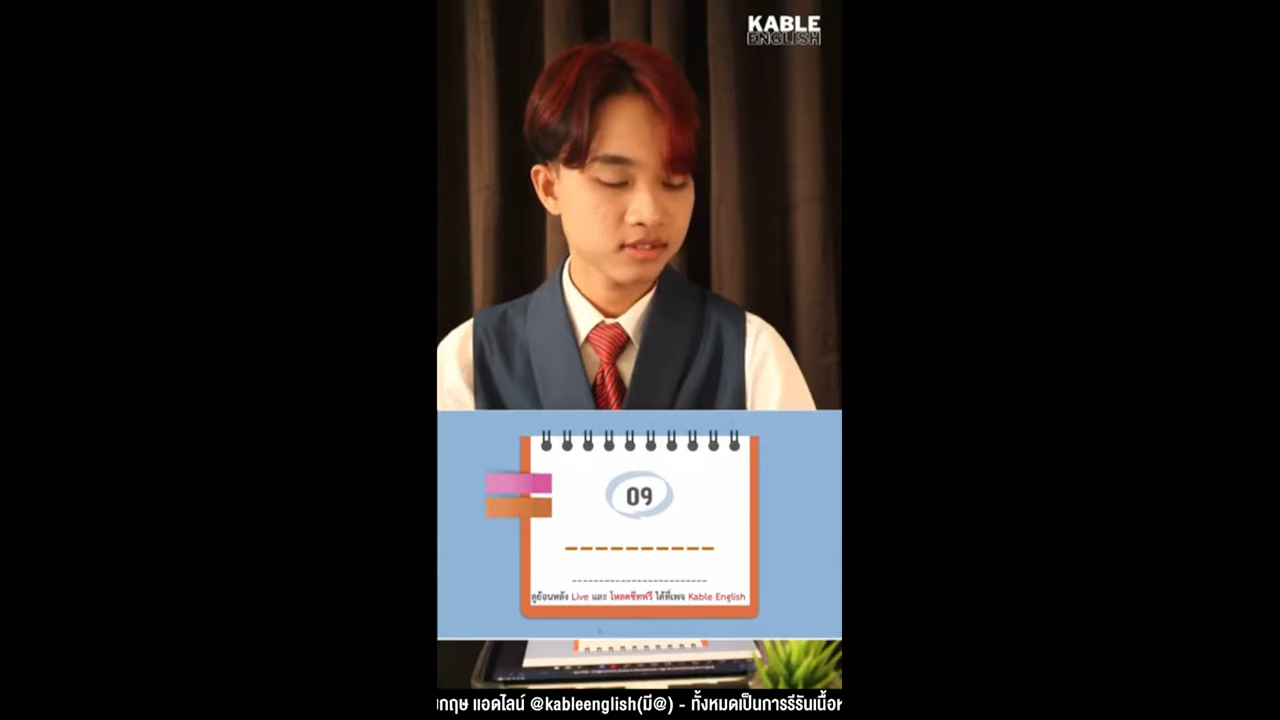 KABLE
ENGLISH
09
ดูย้อนหลัง Live และ โหลดชีทฟรี ได้ที่เพจ Kable English
แอดไลน์ @kableenglish(มี@) - ทั้งหมดเป็นการรีรันเนื้อห